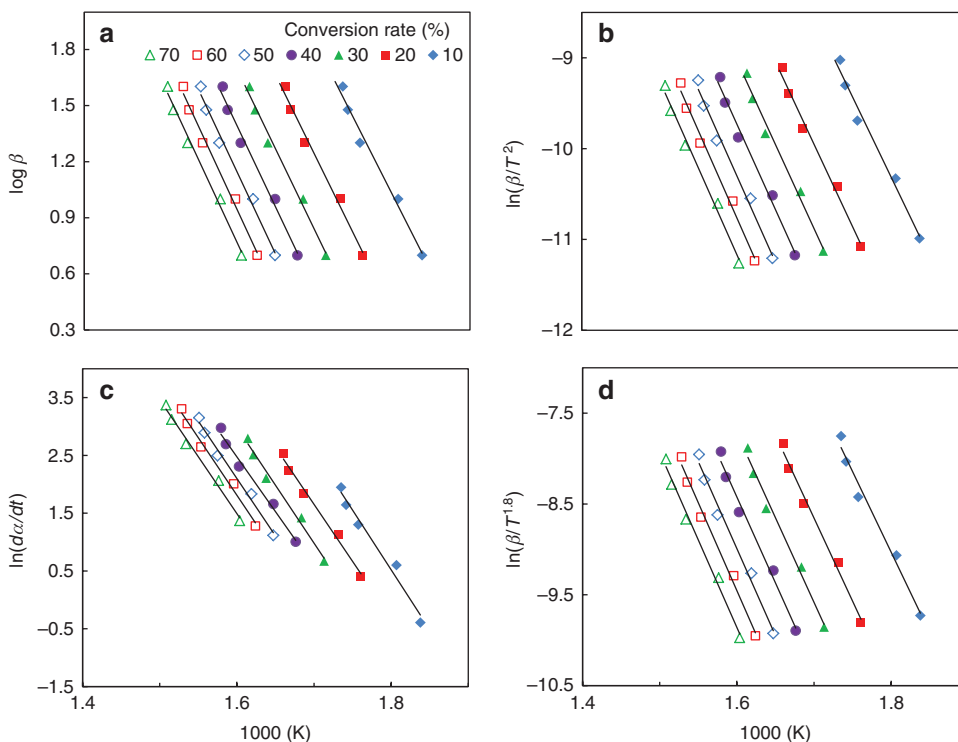 a
Conversion rate (%)
70 60 50 40 30 20 10
1.8
1.5
1.2
0.9
0.6
0.3
log β
b
−9
−10
−11
−12
ln(β/T²)
c
3.5
2.5
1.5
0.5
−0.5
−1.5
ln(dα/dt)
1.4 1.6 1.8
1000 (K)
d
−7.5
−8.5
−9.5
−10.5
ln(β/T¹·⁸)
1.4 1.6 1.8
1000 (K)